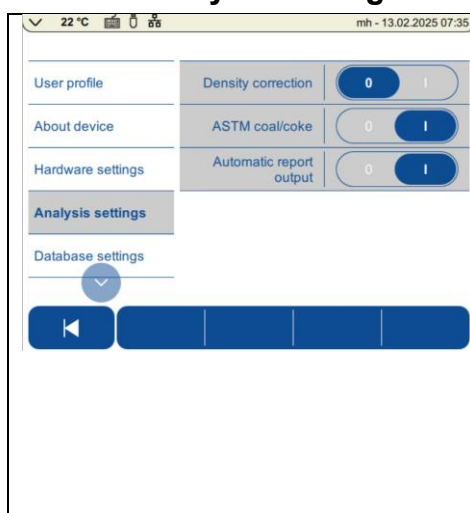 22 °C
mh - 13.02.2025 07:35
User profile
About device
Hardware settings
Analysis settings
Database settings
Density correction
0 I
ASTM coal/coke
0 I
Automatic report
output
0 I